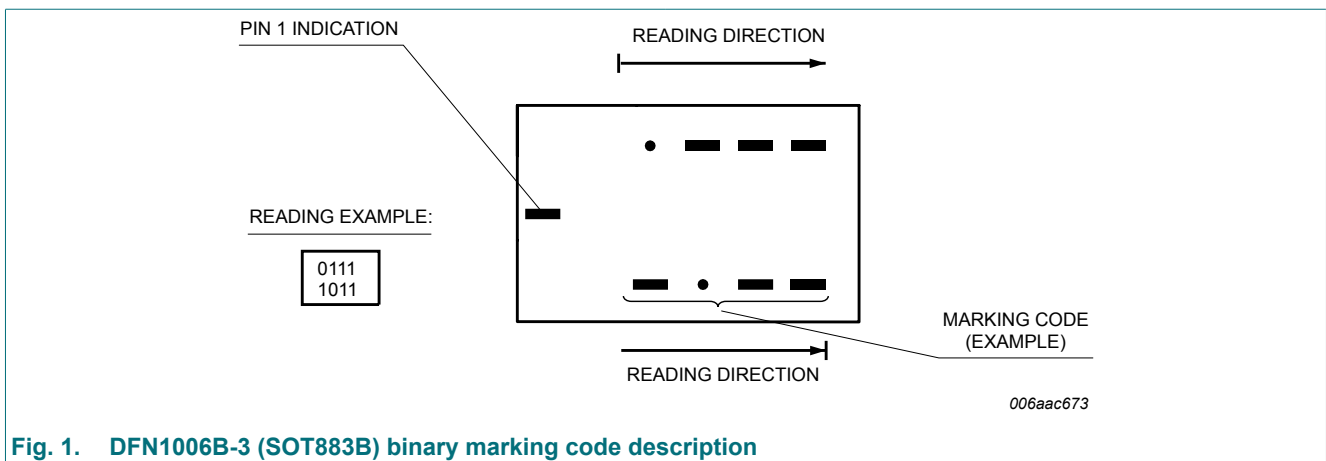 PIN 1 INDICATION
READING DIRECTION
READING EXAMPLE:
0111
1011
MARKING CODE
(EXAMPLE)
READING DIRECTION
006aac673
Fig. 1. DFN1006B-3 (SOT883B) binary marking code description